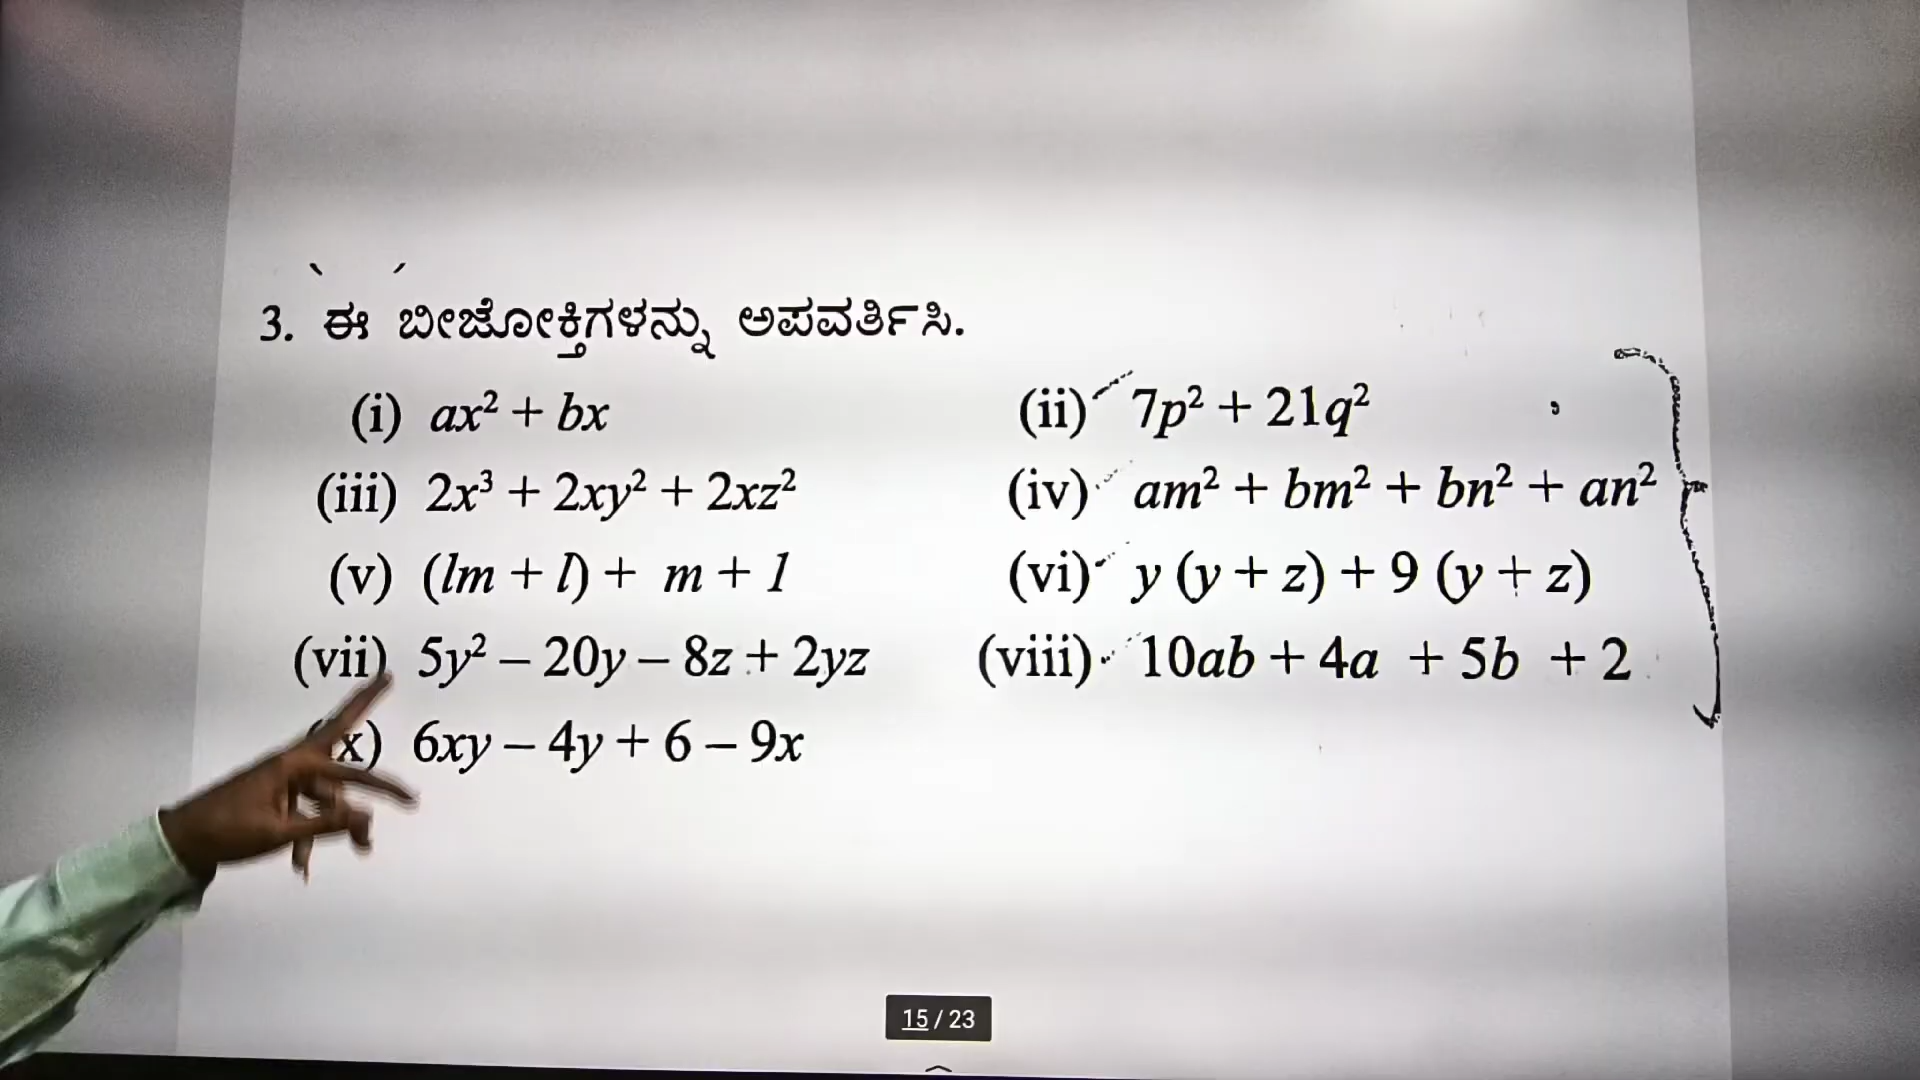 3. ಈ ಬೀಜೋಕ್ತಿಗಳನ್ನು ಅಪವರ್ತಿಸಿ.
(i) ax² + bx (ii) 7p² + 21q²
(iii) 2x³ + 2xy² + 2xz² (iv) am² + bm² + bn² + an²
(v) (lm + l) + m + 1 (vi) y (y + z) + 9 (y + z)
(vii) 5y² – 20y – 8z + 2yz (viii) 10ab + 4a + 5b + 2
x) 6xy – 4y + 6 – 9x
15 / 23